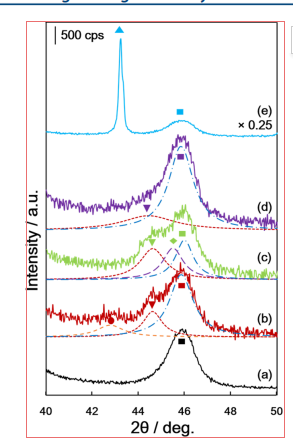 500 cps
(e)
× 0.25
(d)
(c)
(b)
(a)
Intensity / a.u.
40 42 44 46 48 50
2θ / deg.